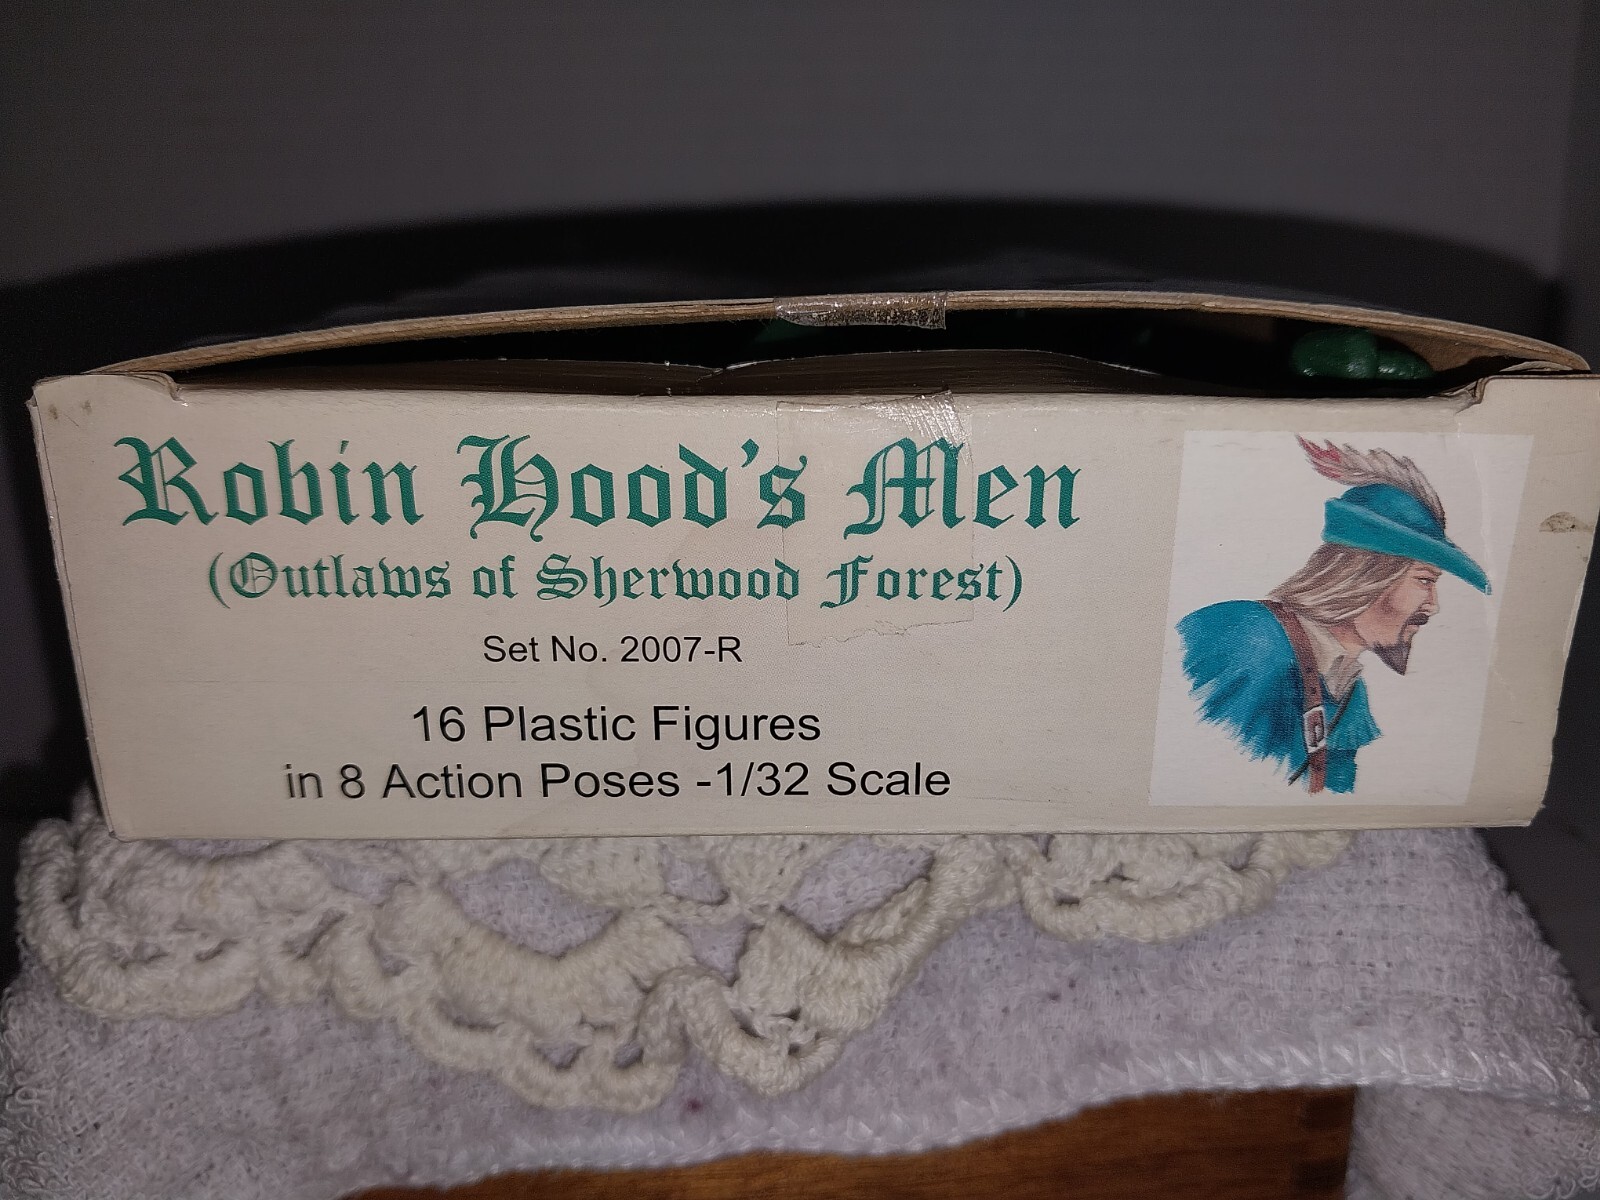 Robin Hood's Men
(Outlaws of Sherwood Forest)
Set No. 2007-R
16 Plastic Figures
in 8 Action Poses -1/32 Scale